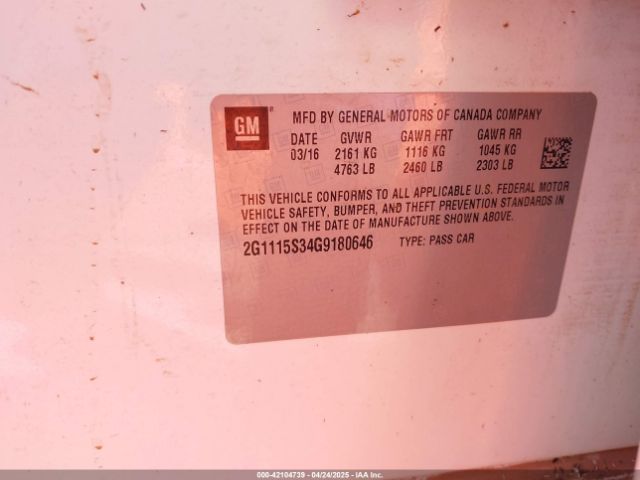 GM
MFD BY GENERAL MOTORS OF CANADA COMPANY
DATE GVWR GAWR FRT GAWR RR
03/16 2161 KG 1116 KG 1045 KG
4763 LB 2460 LB 2303 LB
THIS VEHICLE CONFORMS TO ALL APPLICABLE U.S. FEDERAL MOTOR
VEHICLE SAFETY, BUMPER, AND THEFT PREVENTION STANDARDS IN
EFFECT ON THE DATE OF MANUFACTURE SHOWN ABOVE.
2G1115S34G9180646 TYPE: PASS CAR
000-42104739 - 04/24/2025 - IAA Inc.